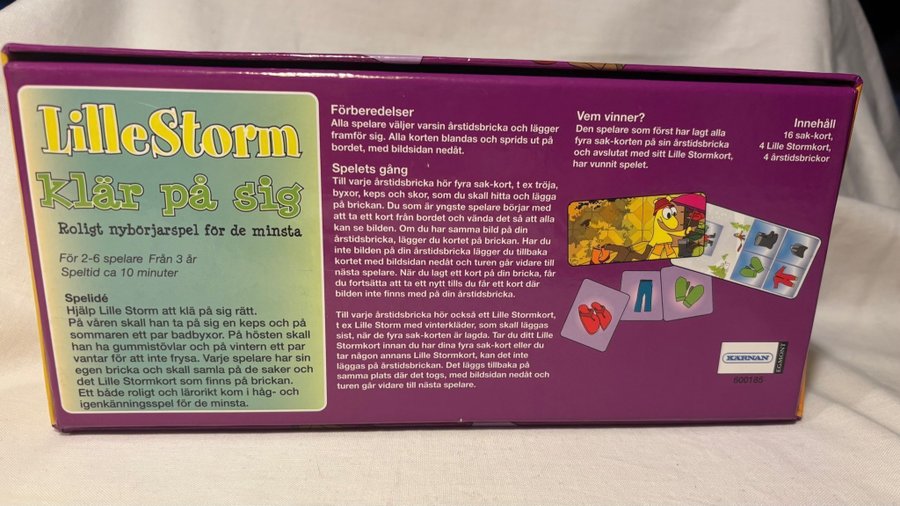 LilleStorm
klär på sig
Roligt nybörjarspel för de minsta
För 2-6 spelare Från 3 år
Speltid ca 10 minuter
Spelidé
Hjälp Lille Storm att klä på sig rätt.
På våren skall han ta på sig en keps och på
sommaren ett par badbyxor. På hösten skall
han ha gummistövlar och på vintern ett par
vantar för att inte frysa. Varje spelare har sin
egen bricka och skall samla på de saker och
det Lille Stormkort som finns på brickan.
Ett både roligt och lärorikt kom i håg- och
igenkänningsspel för de minsta.
Förberedelser
Alla spelare väljer varsin årstidsbricka och lägger
framför sig. Alla korten blandas och sprids ut på
bordet, med bildsidan nedåt.
Spelets gång
Till varje årstidsbricka hör fyra sak-kort, t ex tröja,
byxor, keps och skor, som du skall hitta och lägga
på brickan. Du som är yngste spelare börjar med
att ta ett kort från bordet och vända det så att alla
kan se bilden. Om du har samma bild på din
årstidsbricka, lägger du kortet på brickan. Har du
inte bilden på din årstidsbricka lägger du tillbaka
kortet med bildsidan nedåt och turen går vidare till
nästa spelare. När du lagt ett kort på din bricka, får
du fortsätta att ta ett nytt tills du får ett kort där
bilden inte finns med på din årstidsbricka.
Till varje årstidsbricka hör också ett Lille Stormkort,
t ex Lille Storm med vinterkläder, som skall läggas
sist, när de fyra sak-korten är lagda. Tar du ditt Lille
Stormkort innan du har dina fyra sak-kort eller du
tar någon annans Lille Stormkort, kan det inte
läggas på årstidsbrickan. Det läggs tillbaka på
samma plats där det togs, med bildsidan nedåt och
turen går vidare till nästa spelare.
Vem vinner?
Den spelare som först har lagt alla
fyra sak-korten på sin årstidsbricka
och avslutat med sitt Lille Stormkort,
har vunnit spelet.
Innehåll
16 sak-kort,
4 Lille Stormkort,
4 årstidsbrickor
KÄRNAN
EGMONT
600185